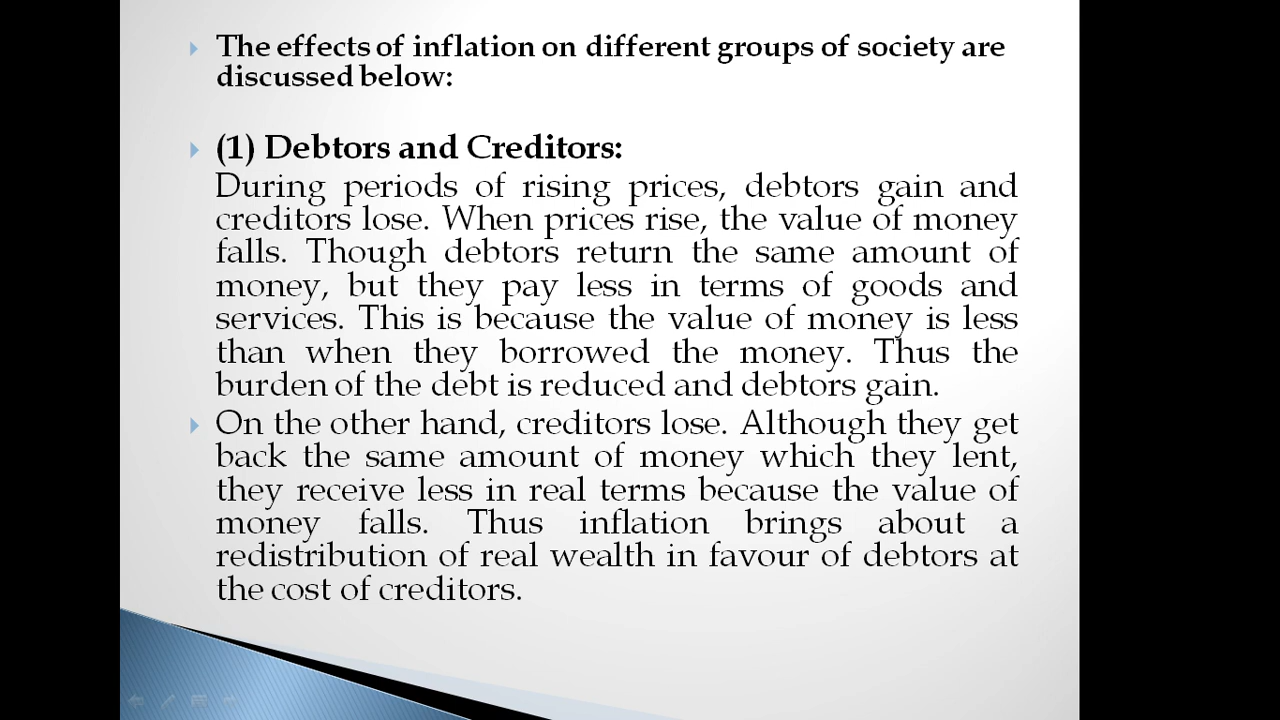 The effects of inflation on different groups of society are
discussed below:
(1) Debtors and Creditors:
During periods of rising prices, debtors gain and
creditors lose. When prices rise, the value of money
falls. Though debtors return the same amount of
money, but they pay less in terms of goods and
services. This is because the value of money is less
than when they borrowed the money. Thus the
burden of the debt is reduced and debtors gain.
On the other hand, creditors lose. Although they get
back the same amount of money which they lent,
they receive less in real terms because the value of
money falls. Thus inflation brings about a
redistribution of real wealth in favour of debtors at
the cost of creditors.